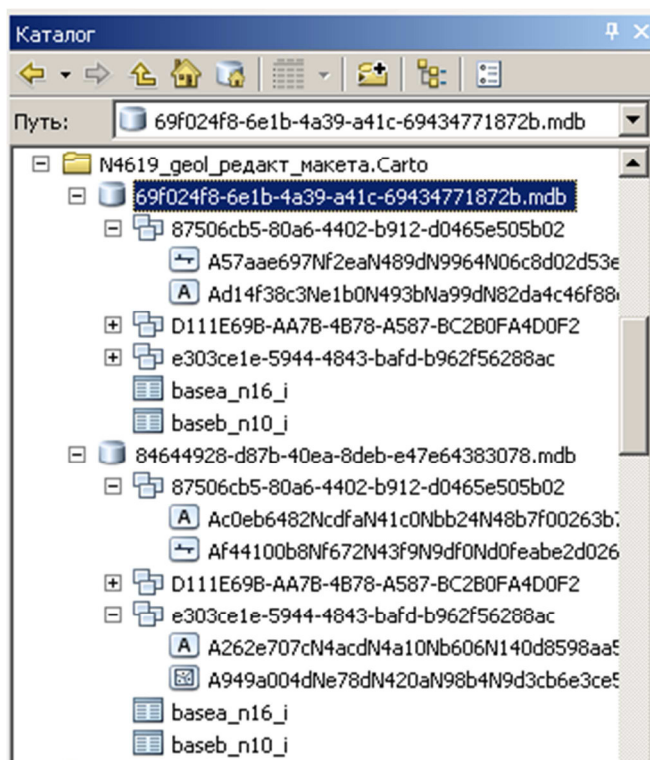 Каталог
Путь: 69f024f8-6e1b-4a39-a41c-69434771872b.mdb
N4619_geol_редакт_макета.Carto
69f024f8-6e1b-4a39-a41c-69434771872b.mdb
87506cb5-80a6-4402-b912-d0465e505b02
A57aae697Nf2eaN489dN9964N06c8d02d53e
Ad14f38c3Ne1b0N493bNa99dN82da4c46f88
D111E69B-AA7B-4B78-A587-BC2B0FA4D0F2
e303ce1e-5944-4843-bafd-b962f56288ac
basea_n16_i
baseb_n10_i
84644928-d87b-40ea-8deb-e47e64383078.mdb
87506cb5-80a6-4402-b912-d0465e505b02
Ac0eb6482NcdfaN41c0Nbb24N48b7f00263b7
Af44100b8Nf672N43f9N9df0Nd0feabe2d026
D111E69B-AA7B-4B78-A587-BC2B0FA4D0F2
e303ce1e-5944-4843-bafd-b962f56288ac
A262e707cN4acdN4a10Nb606N140d8598aa5
A949a004dNe78dN420aN98b4N9d3cb6e3ce5
basea_n16_i
baseb_n10_i